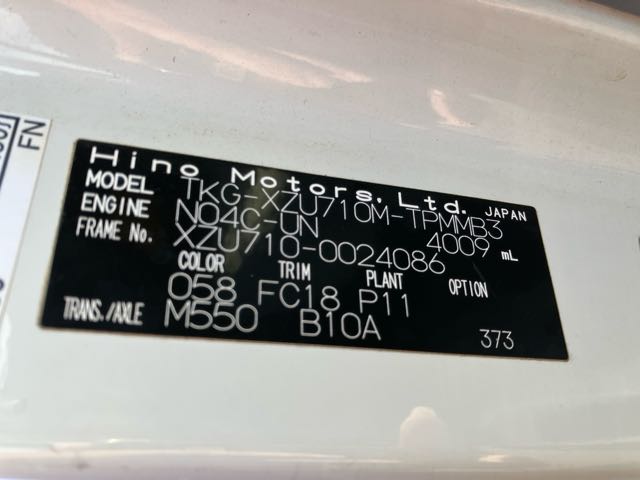 FN
Hino Motors, Ltd. JAPAN
MODEL TKG-XZU710M-TPMMB3
ENGINE N04C-UN 4009 mL
FRAME No. XZU710-0024086
COLOR TRIM PLANT OPTION
058 FC18 P11
TRANS./AXLE M550 B10A 373